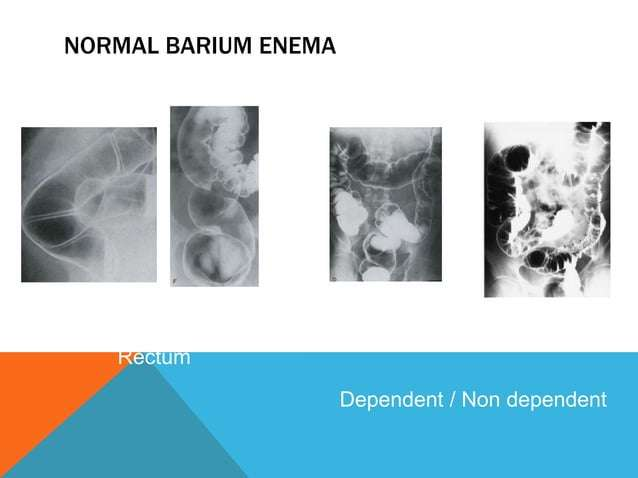 NORMAL BARIUM ENEMA
Rectum
Dependent / Non dependent